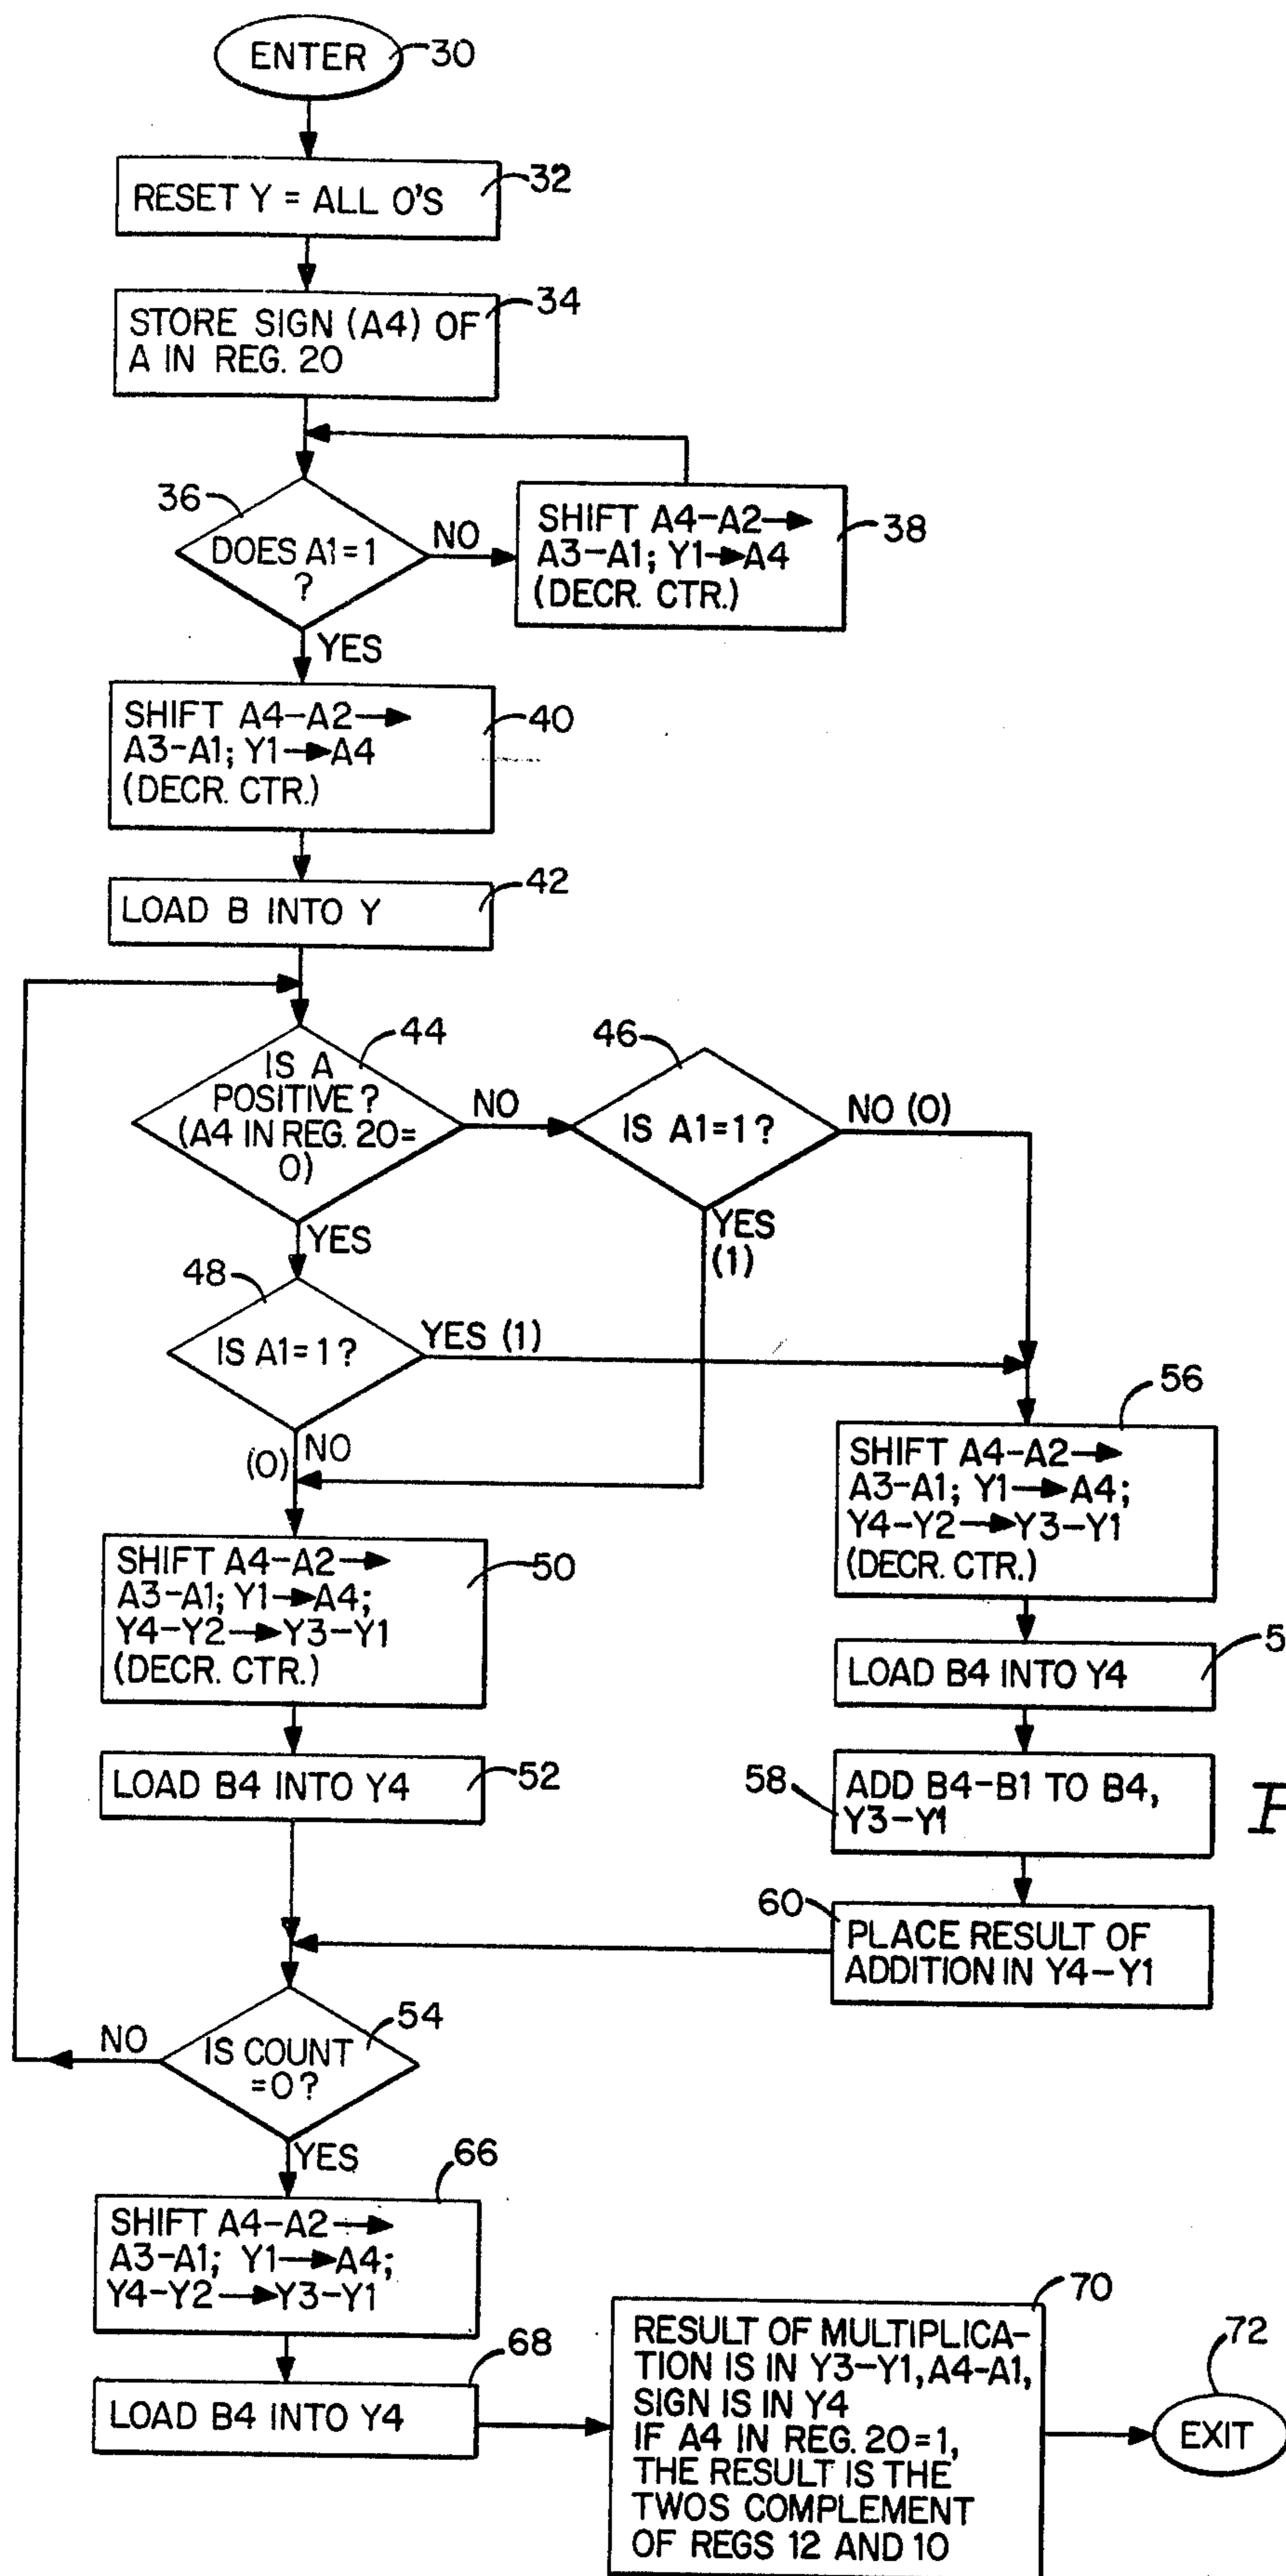 ENTER
30
RESET Y = ALL 0'S
32
STORE SIGN (A4) OF
A IN REG. 20
34
36
DOES A1=1
?
NO
YES
SHIFT A4-A2→
A3-A1; Y1→A4
(DECR. CTR.)
38
SHIFT A4-A2→
A3-A1; Y1→A4
(DECR. CTR.)
40
LOAD B INTO Y
42
IS A
POSITIVE?
(A4 IN REG. 20=
0)
44
NO
YES
46
IS A1=1?
NO (0)
YES
(1)
48
IS A1=1?
YES (1)
(0) NO
SHIFT A4-A2→
A3-A1; Y1→A4;
Y4-Y2→Y3-Y1
(DECR. CTR.)
50
LOAD B4 INTO Y4
52
56
SHIFT A4-A2→
A3-A1; Y1→A4;
Y4-Y2→Y3-Y1
(DECR. CTR.)
LOAD B4 INTO Y4
5
58
ADD B4-B1 TO B4,
Y3-Y1
60
PLACE RESULT OF
ADDITION IN Y4-Y1
IS COUNT
=0?
54
NO
YES
66
SHIFT A4-A2→
A3-A1; Y1→A4;
Y4-Y2→Y3-Y1
68
LOAD B4 INTO Y4
70
RESULT OF MULTIPLICA-
TION IS IN Y3-Y1, A4-A1,
SIGN IS IN Y4
IF A4 IN REG. 20=1,
THE RESULT IS THE
TWOS COMPLEMENT
OF REGS 12 AND 10
72
EXIT